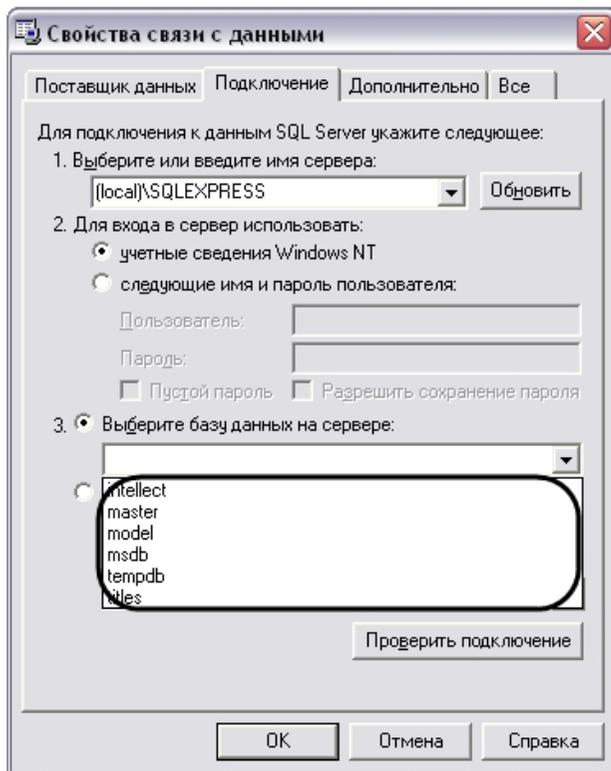 Свойства связи с данными
Поставщик данных Подключение Дополнительно Все
Для подключения к данным SQL Server укажите следующее:
1. Выберите или введите имя сервера:
(local)\SQLEXPRESS Обновить
2. Для входа в сервер использовать:
учетные сведения Windows NT
следующие имя и пароль пользователя:
Пользователь:
Пароль:
Пустой пароль Разрешить сохранение пароля
3. Выберите базу данных на сервере:
intellect
master
model
msdb
tempdb
titles
Проверить подключение
OK Отмена Справка